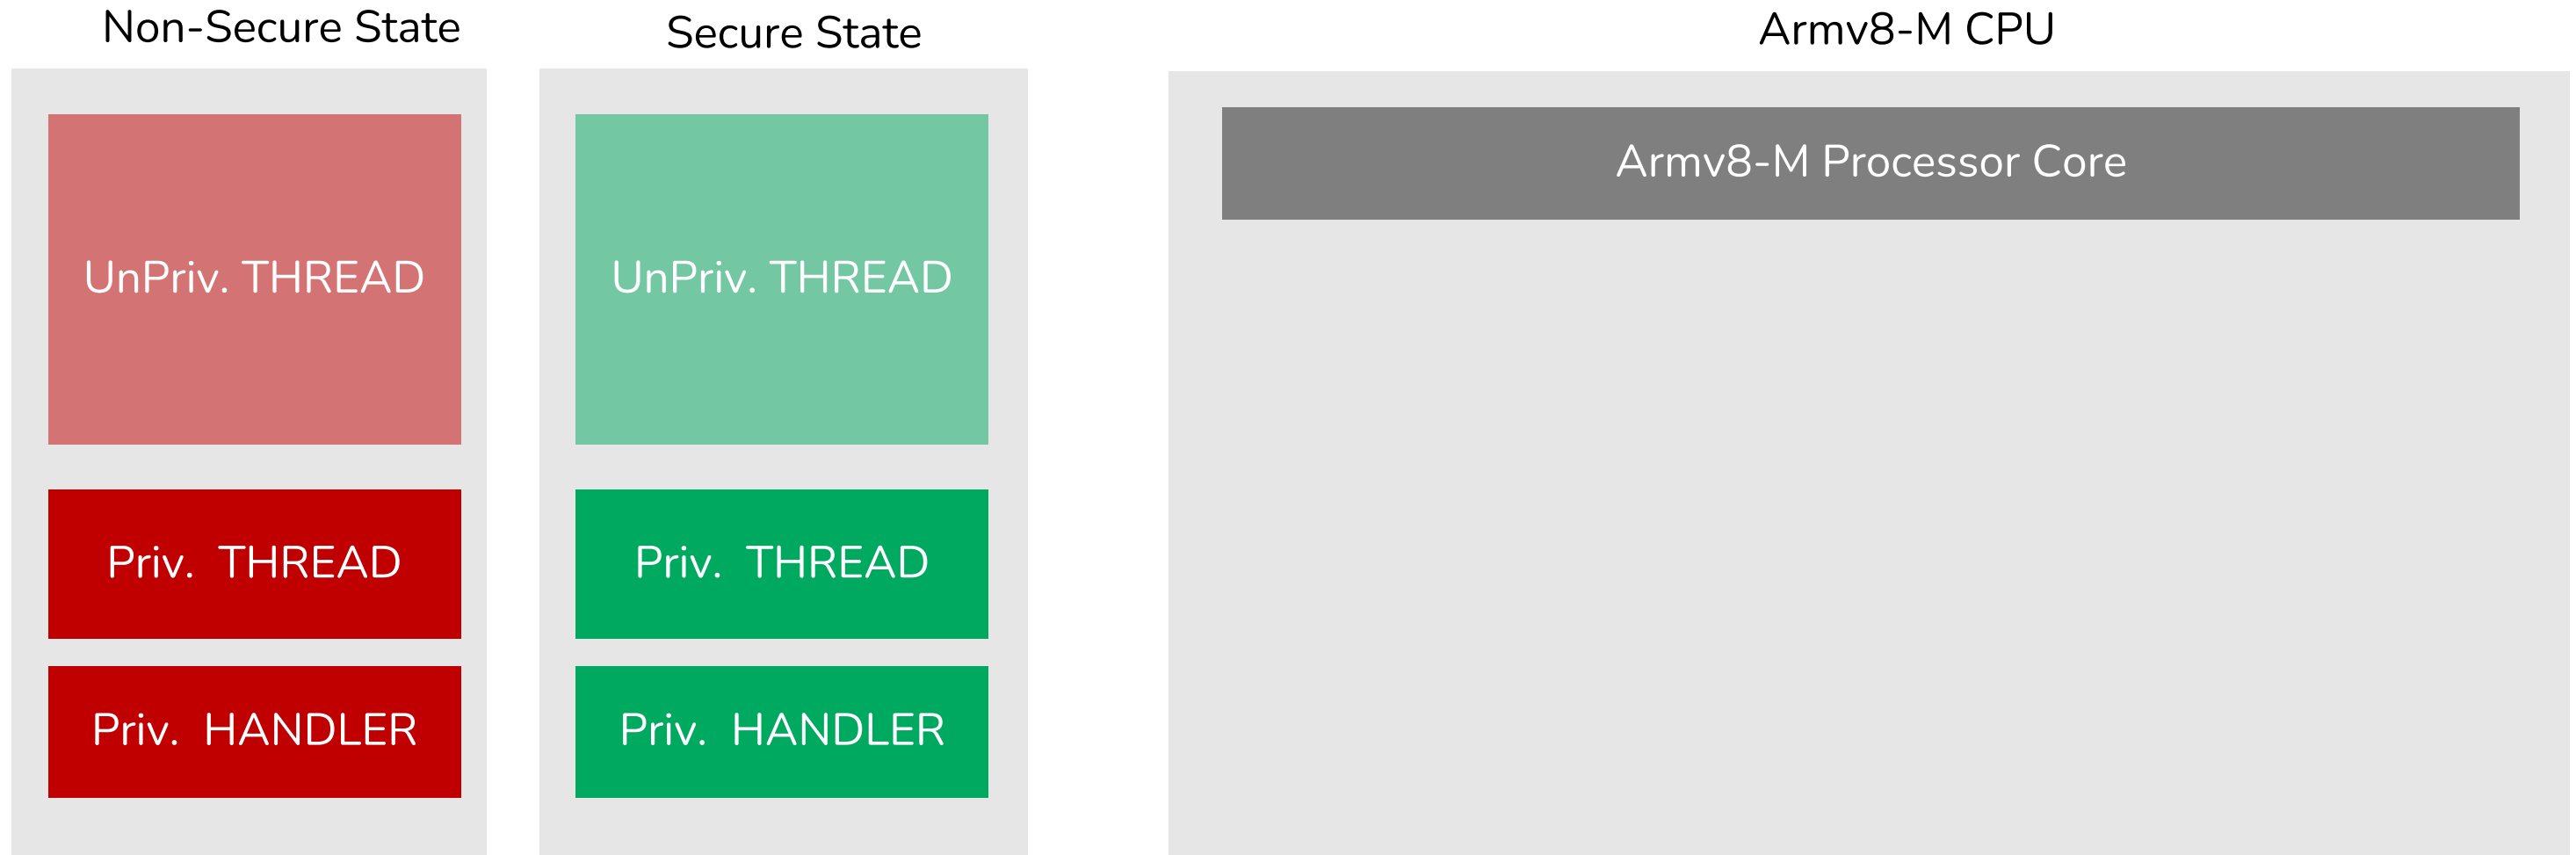 Non-Secure State
UnPriv. THREAD
Priv. THREAD
Priv. HANDLER
Secure State
UnPriv. THREAD
Priv. THREAD
Priv. HANDLER
Armv8-M CPU
Armv8-M Processor Core